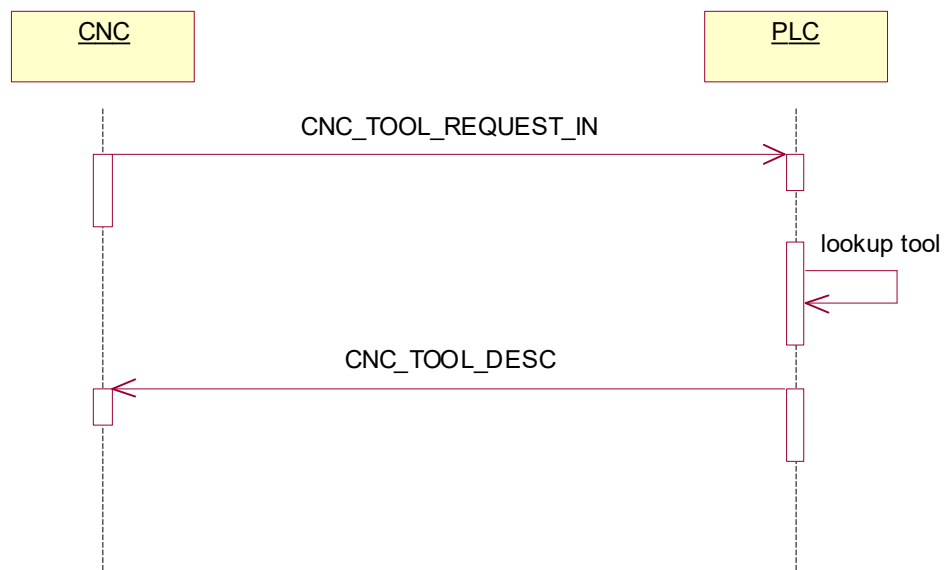 CNC
PLC
CNC_TOOL_REQUEST_IN
lookup tool
CNC_TOOL_DESC